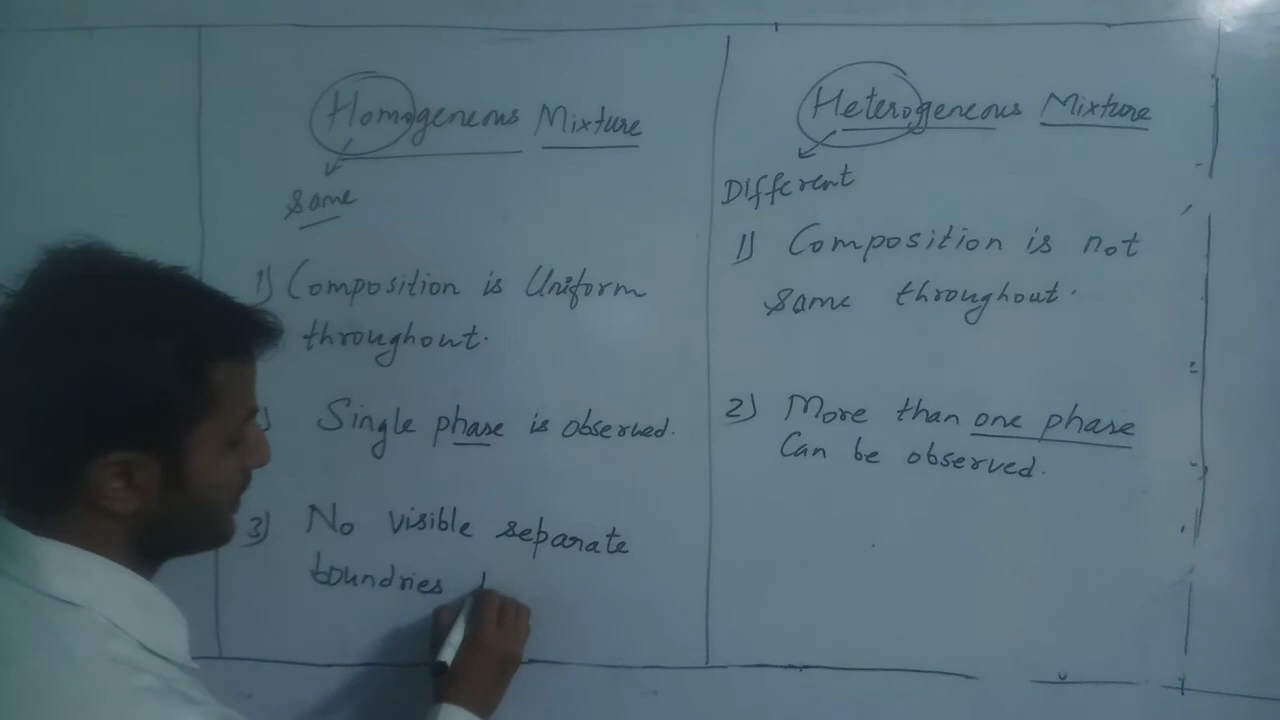 Homogeneous Mixture
same
1) Composition is Uniform
throughout.
Single phase is observed.
3) No visible separate
boundries
Heterogeneous Mixture
Different
1) Composition is not
same throughout.
2) More than one phase
Can be observed.